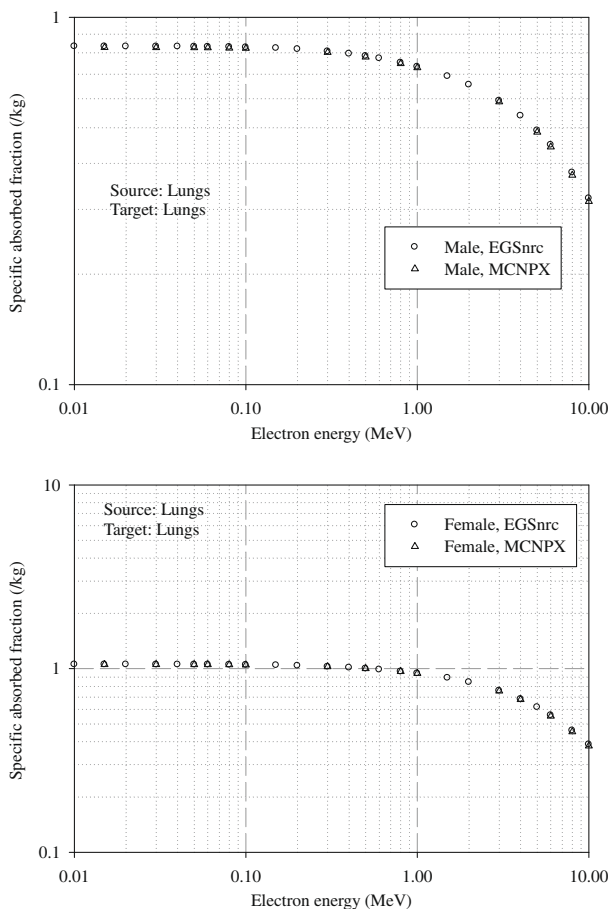 1
Specific absorbed fraction (/kg)
Source: Lungs
Target: Lungs
Male, EGSnrc
Male, MCNPX
0.1
0.01
0.10
1.00
10.00
Electron energy (MeV)
10
Source: Lungs
Target: Lungs
Female, EGSnrc
Female, MCNPX
Specific absorbed fraction (/kg)
1
0.1
0.01
0.10
1.00
10.00
Electron energy (MeV)